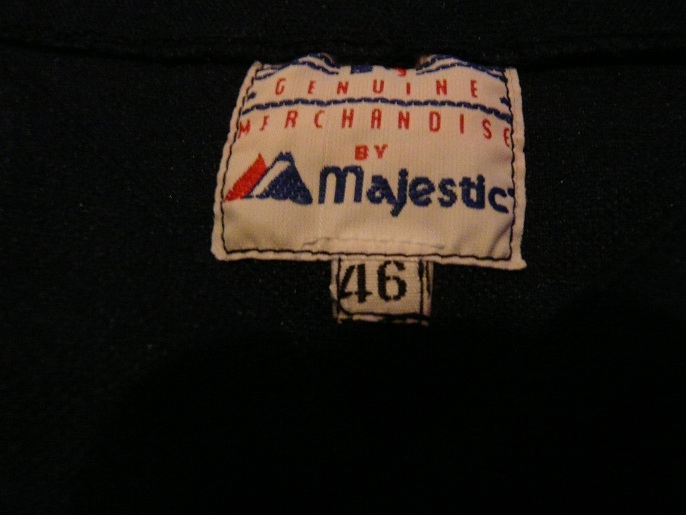 GENUINE
MERCHANDISE
BY
Majestic
46